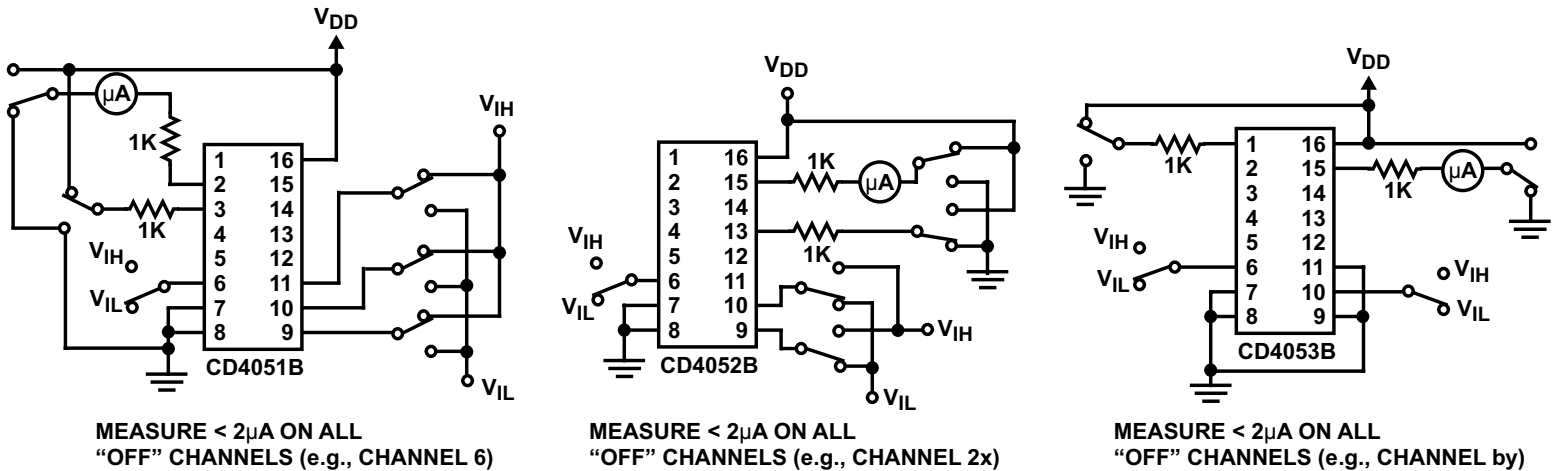 VDD
µA
1K
1K
1 16
2 15
3 14
4 13
5 12
6 11
7 10
8 9
CD4051B
VIH
VIL
VIH
VIL
MEASURE < 2µA ON ALL
“OFF” CHANNELS (e.g., CHANNEL 6)
VDD
1 16
2 15
3 14
4 13
5 12
6 11
7 10
8 9
CD4052B
1K
µA
1K
VIH
VIL
VIH
VIL
MEASURE < 2µA ON ALL
“OFF” CHANNELS (e.g., CHANNEL 2x)
VDD
1K
1 16
2 15
3 14
4 13
5 12
6 11
7 10
8 9
CD4053B
1K
µA
VIH
VIL
VIH
VIL
MEASURE < 2µA ON ALL
“OFF” CHANNELS (e.g., CHANNEL by)